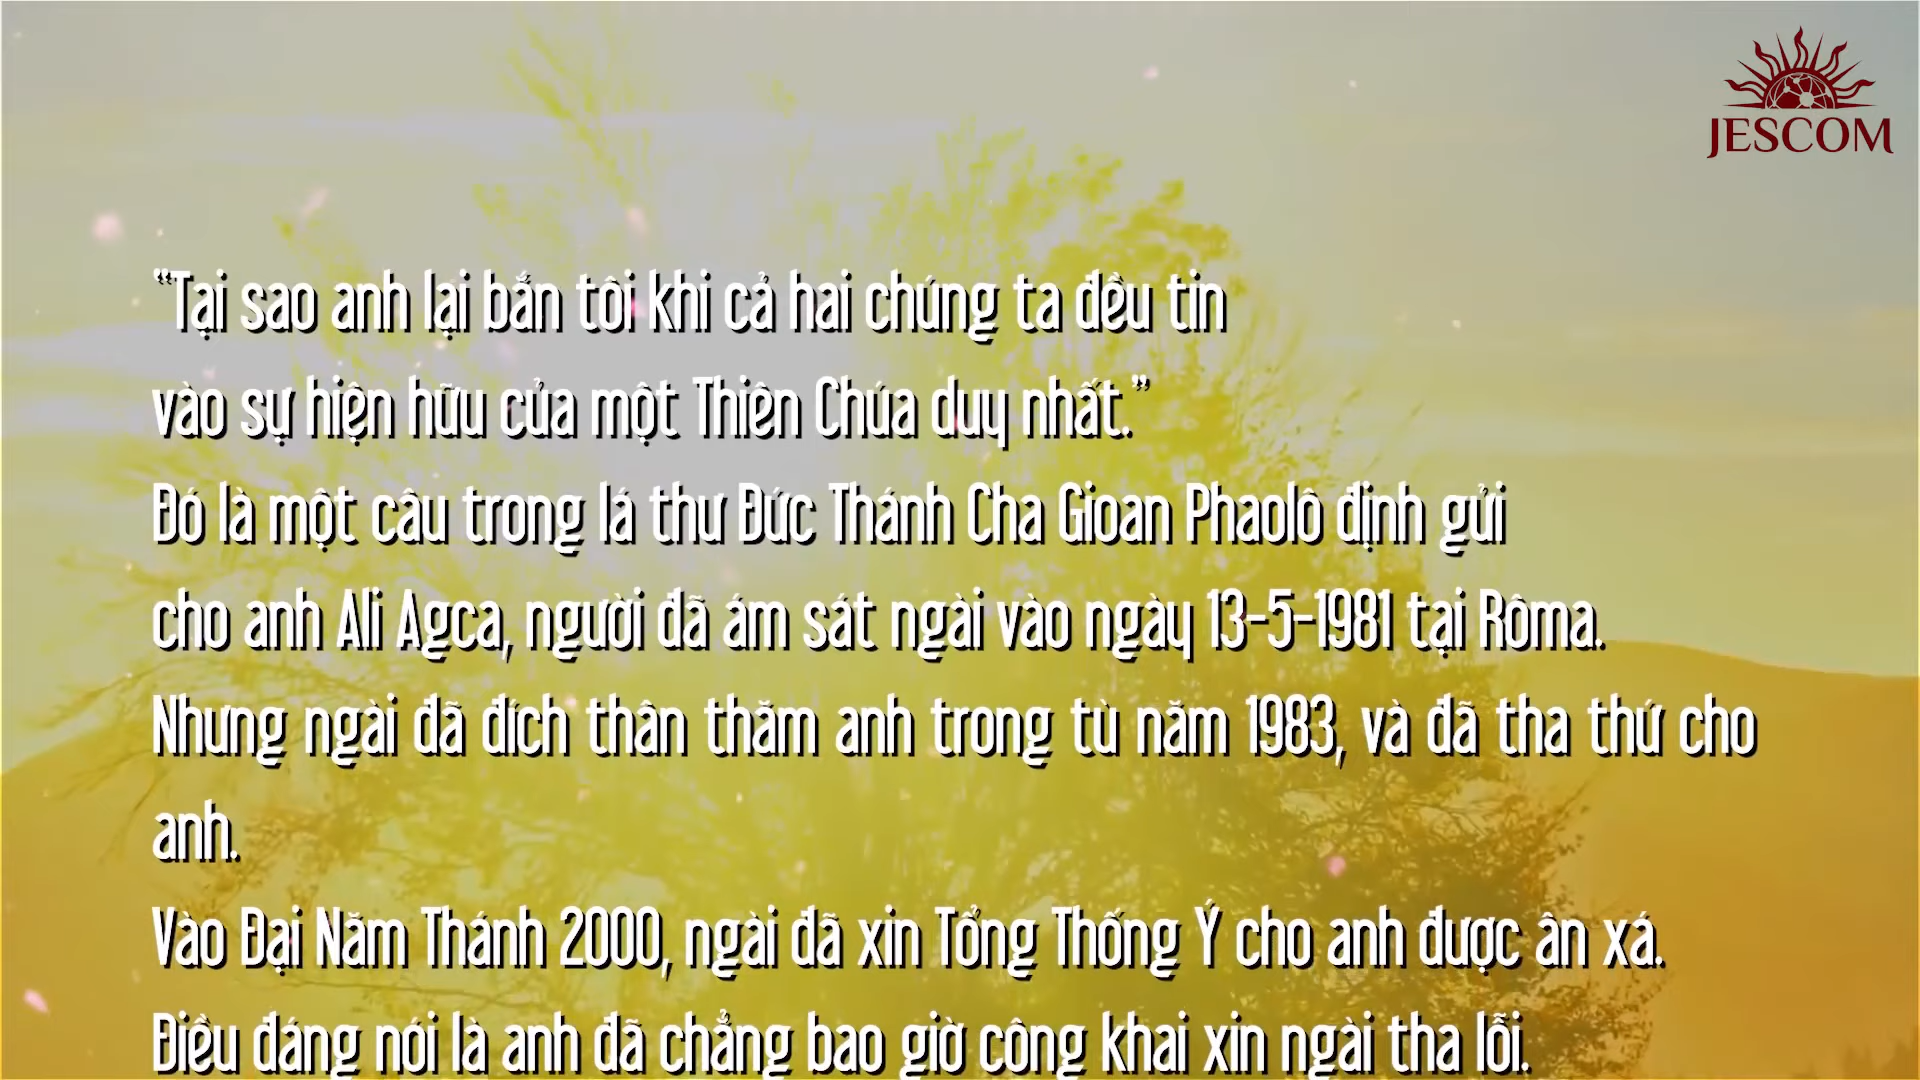 JESCOM
"Tại sao anh lại bắn tôi khi cả hai chúng ta đều tin
vào sự hiện hữu của một Thiên Chúa duy nhất."
Đó là một câu trong lá thư Đức Thánh Cha Gioan Phaolô định gửi
cho anh Ali Agca, người đã ám sát ngài vào ngày 13-5-1981 tại Rôma.
Nhưng ngài đã đích thân thăm anh trong tù năm 1983, và đã tha thứ cho
anh.
Vào Đại Năm Thánh 2000, ngài đã xin Tổng Thống Ý cho anh được ân xá.
Điều đáng nói là anh đã chẳng bao giờ công khai xin ngài tha lỗi.